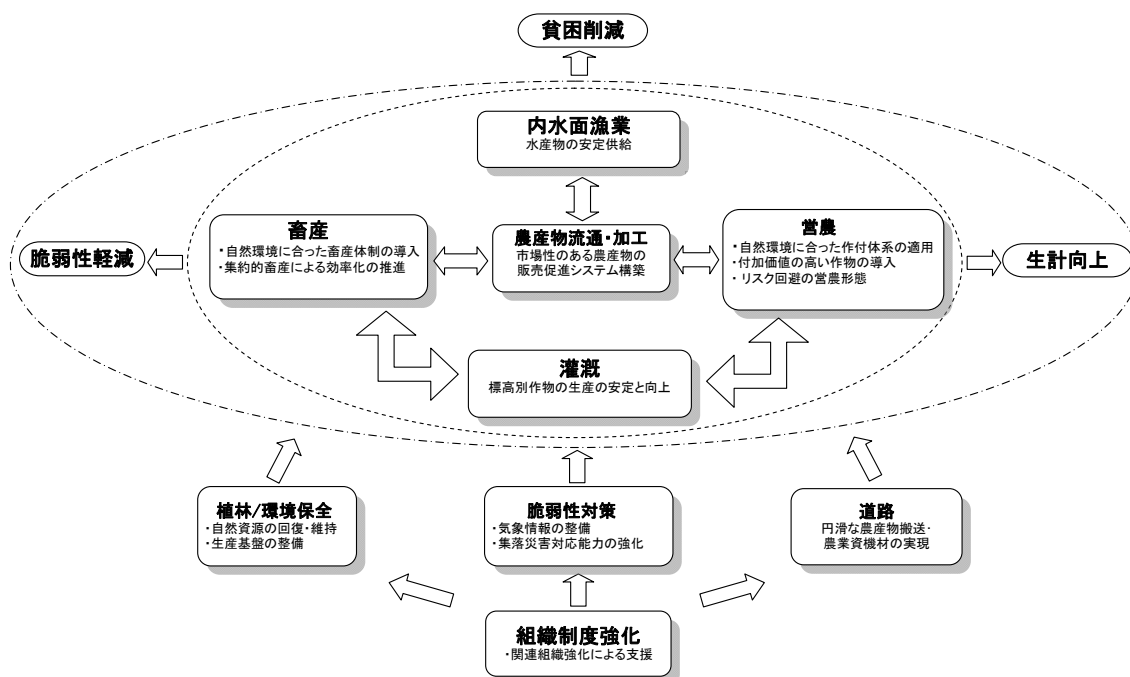 貧困削減
内水面漁業
水産物の安定供給
畜産
・自然環境に合った畜産体制の導入
・集約的畜産による効率化の推進
農産物流通・加工
市場性のある農産物の
販売促進システム構築
営農
・自然環境に合った作付体系の適用
・付加価値の高い作物の導入
・リスク回避の営農形態
脆弱性軽減
生計向上
灌漑
標高別作物の生産の安定と向上
植林/環境保全
・自然資源の回復・維持
・生産基盤の整備
脆弱性対策
・気象情報の整備
・集落災害対応能力の強化
道路
円滑な農産物搬送・
農業資機材の実現
組織制度強化
・関連組織強化による支援